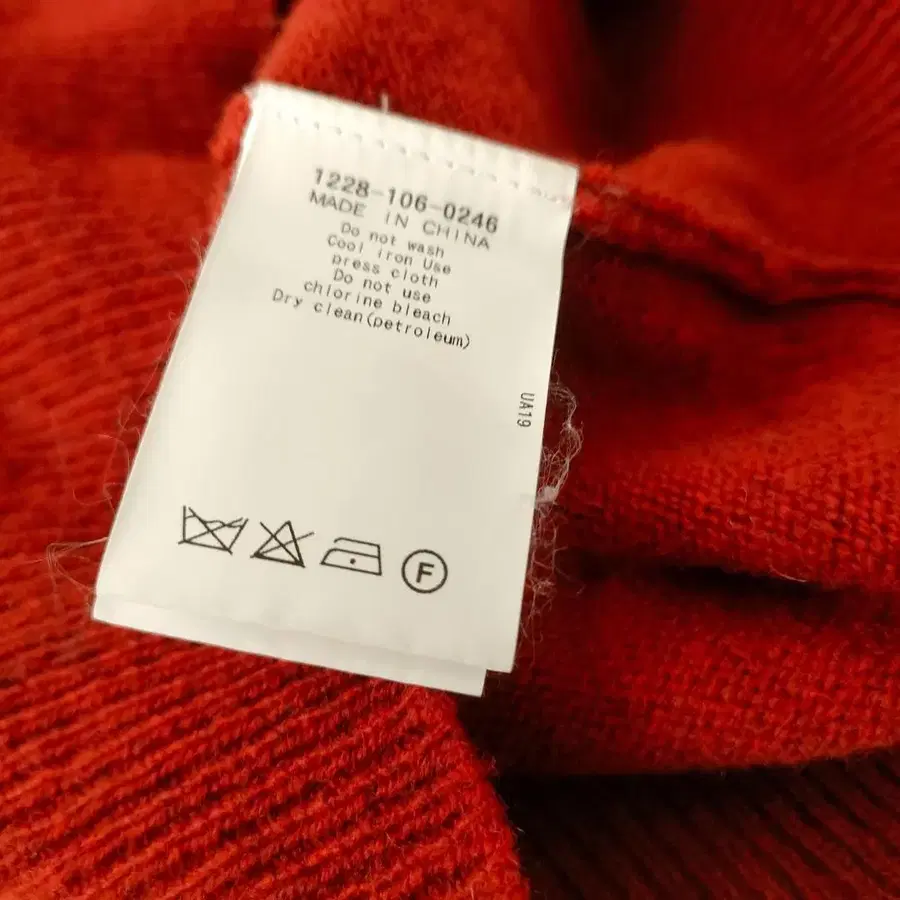 1228-106-0246
MADE IN CHINA
Do not wash
Cool iron Use
press cloth
Do not use
chlorine bleach
Dry clean(petroleum)
UA19
F